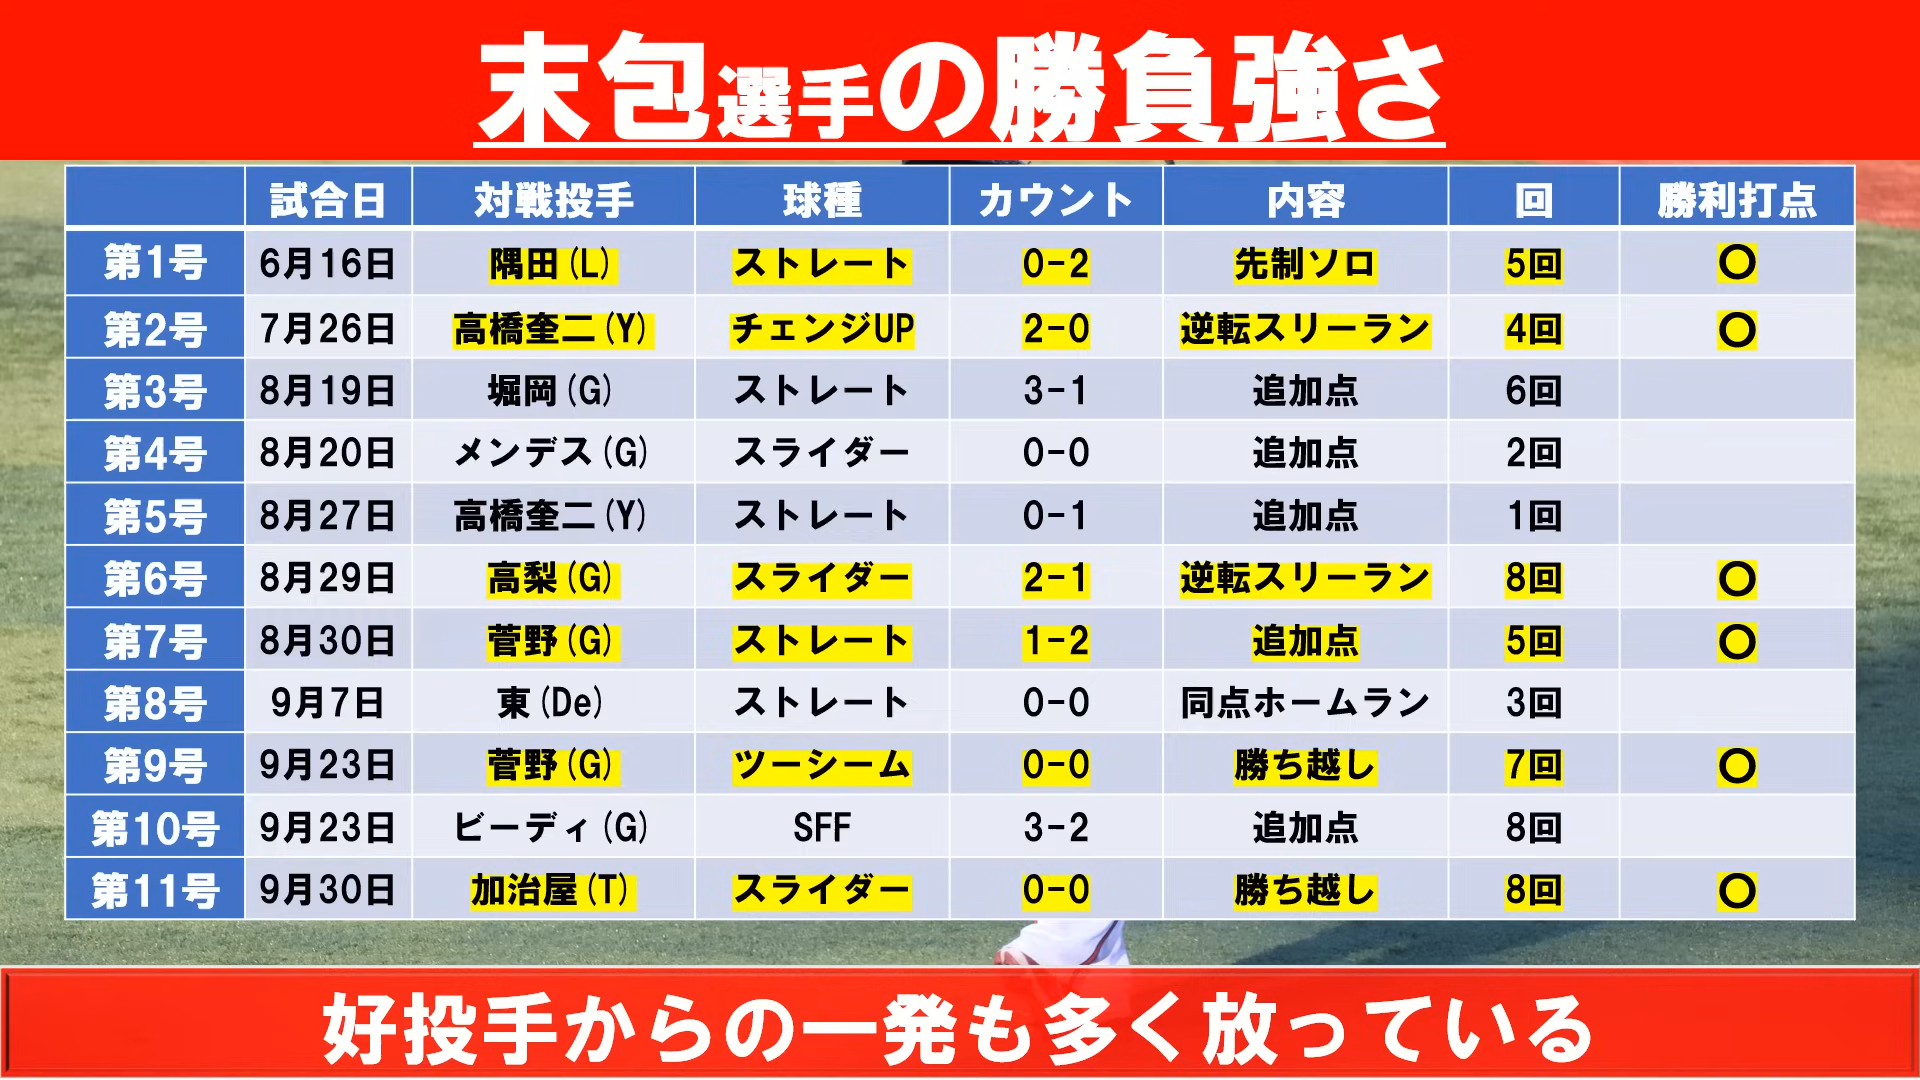 末包選手の勝負強さ
試合日 対戦投手 球種 カウント 内容 回 勝利打点
第1号 6月16日 隅田(L) ストレート 0-2 先制ソロ 5回 〇
第2号 7月26日 高橋奎二(Y) チェンジUP 2-0 逆転スリーラン 4回 〇
第3号 8月19日 堀岡(G) ストレート 3-1 追加点 6回
第4号 8月20日 メンデス(G) スライダー 0-0 追加点 2回
第5号 8月27日 高橋奎二(Y) ストレート 0-1 追加点 1回
第6号 8月29日 高梨(G) スライダー 2-1 逆転スリーラン 8回 〇
第7号 8月30日 菅野(G) ストレート 1-2 追加点 5回 〇
第8号 9月7日 東(De) ストレート 0-0 同点ホームラン 3回
第9号 9月23日 菅野(G) ツーシーム 0-0 勝ち越し 7回 〇
第10号 9月23日 ビーディ(G) SFF 3-2 追加点 8回
第11号 9月30日 加治屋(T) スライダー 0-0 勝ち越し 8回 〇
好投手からの一発も多く放っている